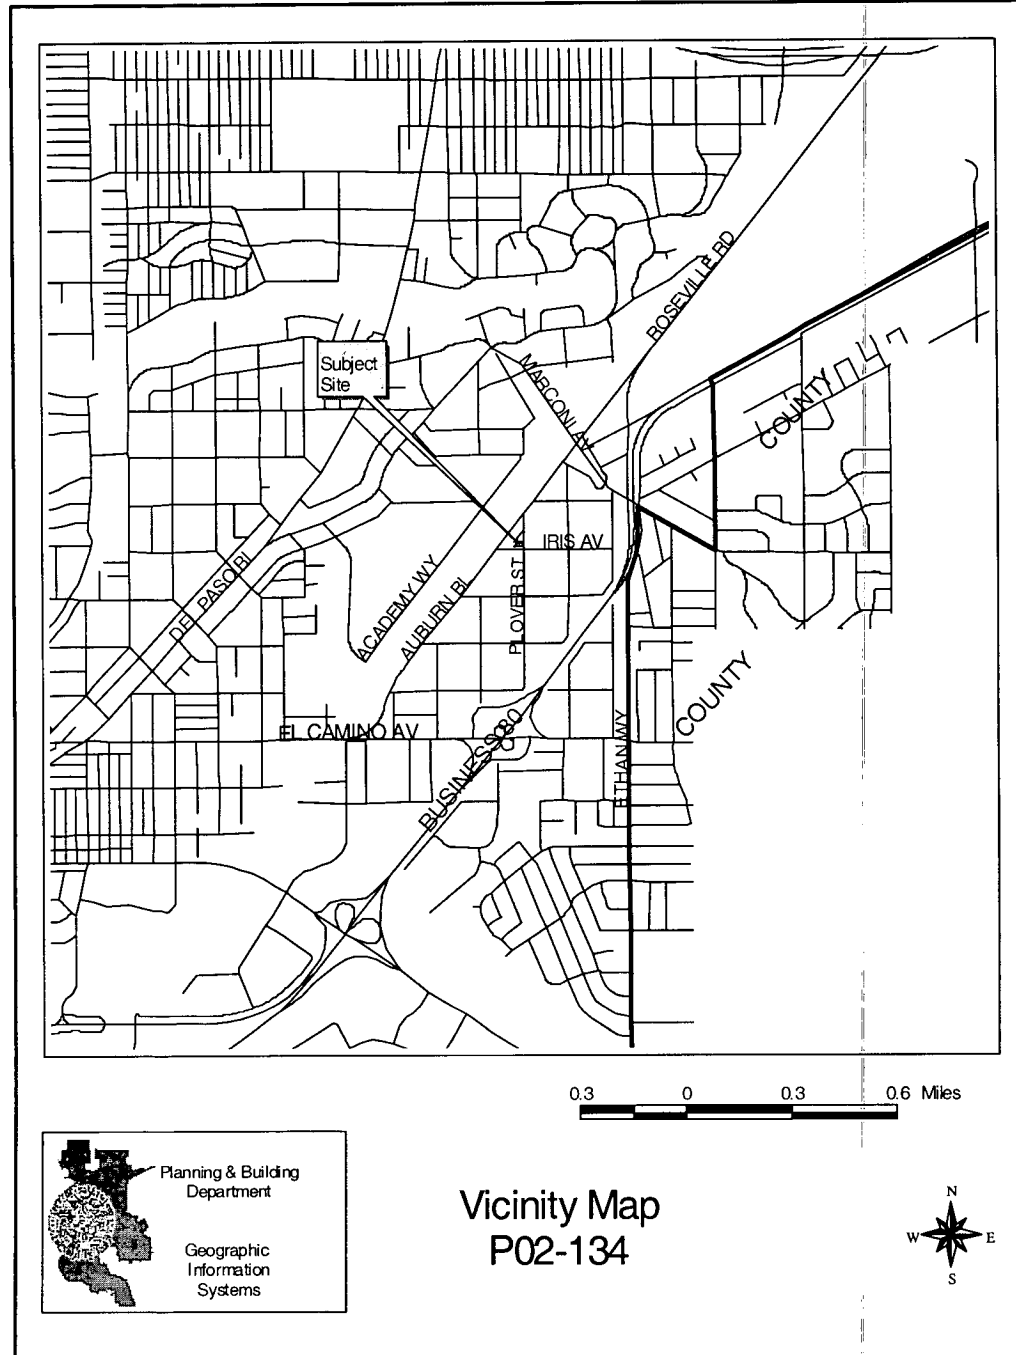 ROSEVILLE RD
Subject
Site
MARCONI AV
COUNTY
IRIS AV
DEL PASO BL
ACADEMY WY
AUBURN BL
PLOVER ST
COUNTY
EL CAMINO AV
BUSINESS 80
ETHAN WY
0.3 0 0.3 0.6 Miles
Planning & Building
Department
Geographic
Information
Systems
Vicinity Map
P02-134
N
W E
S